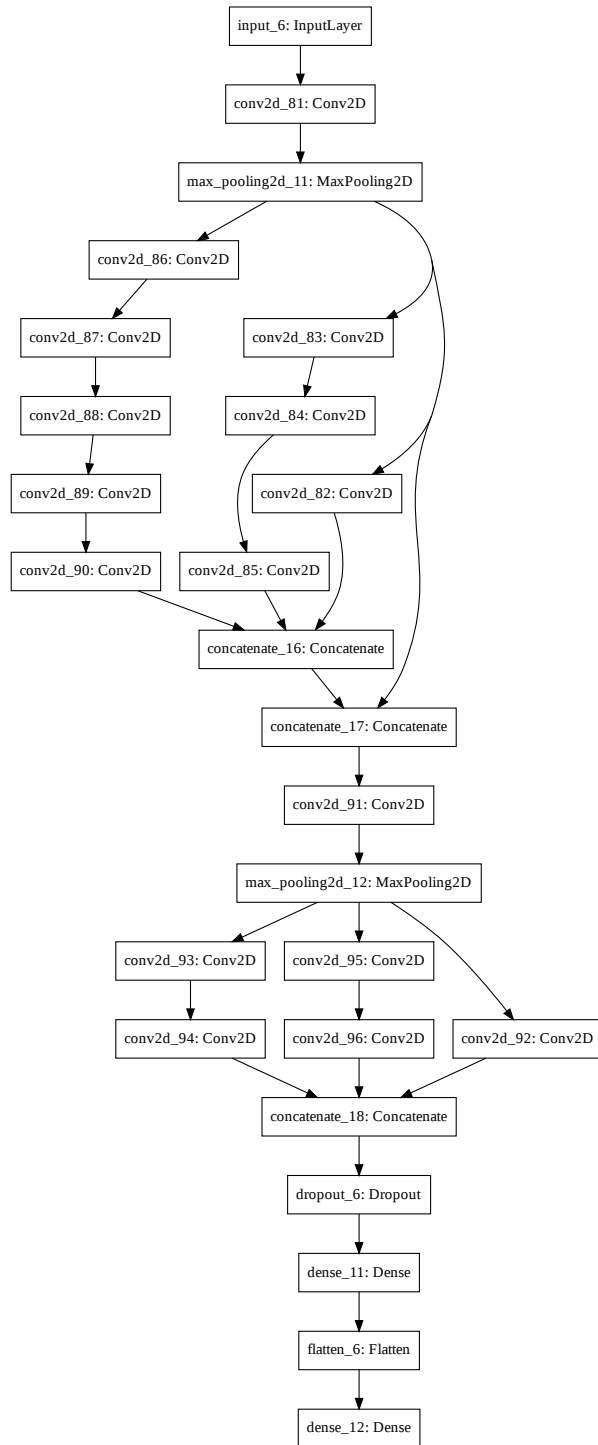 input_6: InputLayer
conv2d_81: Conv2D
max_pooling2d_11: MaxPooling2D
conv2d_86: Conv2D
conv2d_87: Conv2D
conv2d_83: Conv2D
conv2d_88: Conv2D
conv2d_84: Conv2D
conv2d_89: Conv2D
conv2d_82: Conv2D
conv2d_90: Conv2D
conv2d_85: Conv2D
concatenate_16: Concatenate
concatenate_17: Concatenate
conv2d_91: Conv2D
max_pooling2d_12: MaxPooling2D
conv2d_93: Conv2D
conv2d_95: Conv2D
conv2d_94: Conv2D
conv2d_96: Conv2D
conv2d_92: Conv2D
concatenate_18: Concatenate
dropout_6: Dropout
dense_11: Dense
flatten_6: Flatten
dense_12: Dense